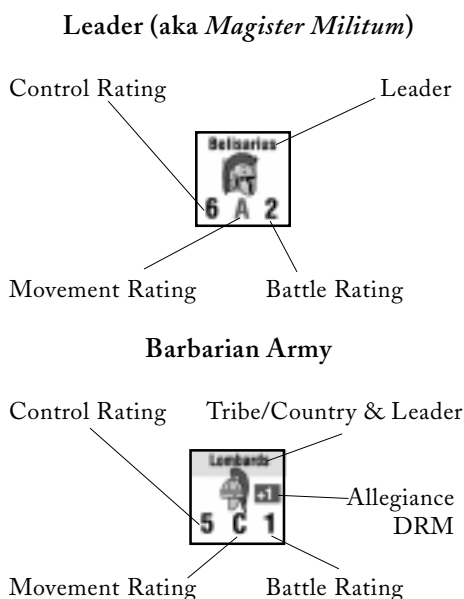 Leader (aka Magister Militum)
Control Rating Leader
Belisarius
6 A 2
Movement Rating Battle Rating
Barbarian Army
Control Rating Tribe/Country & Leader
Lombards
+1
Allegiance
DRM
5 C 1
Movement Rating Battle Rating